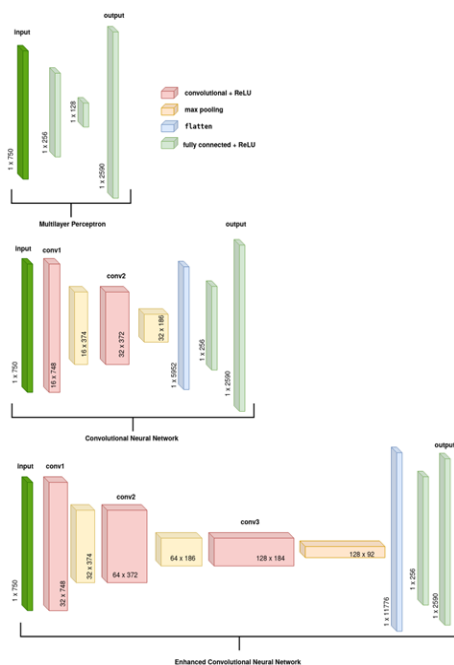 output
input
convolutional + ReLU
max pooling
flatten
fully connected + ReLU
1 x 750
1 x 256
1 x 128
1 x 2590
Multilayer Perceptron
output
input
conv1
conv2
1 x 750
16 x 748
16 x 374
32 x 372
32 x 186
1 x 5952
1 x 256
1 x 2590
Convolutional Neural Network
output
input
conv1
conv2
conv3
1 x 750
32 x 748
32 x 374
64 x 372
64 x 186
128 x 184
128 x 92
1 x 11776
1 x 256
1 x 2590
Enhanced Convolutional Neural Network